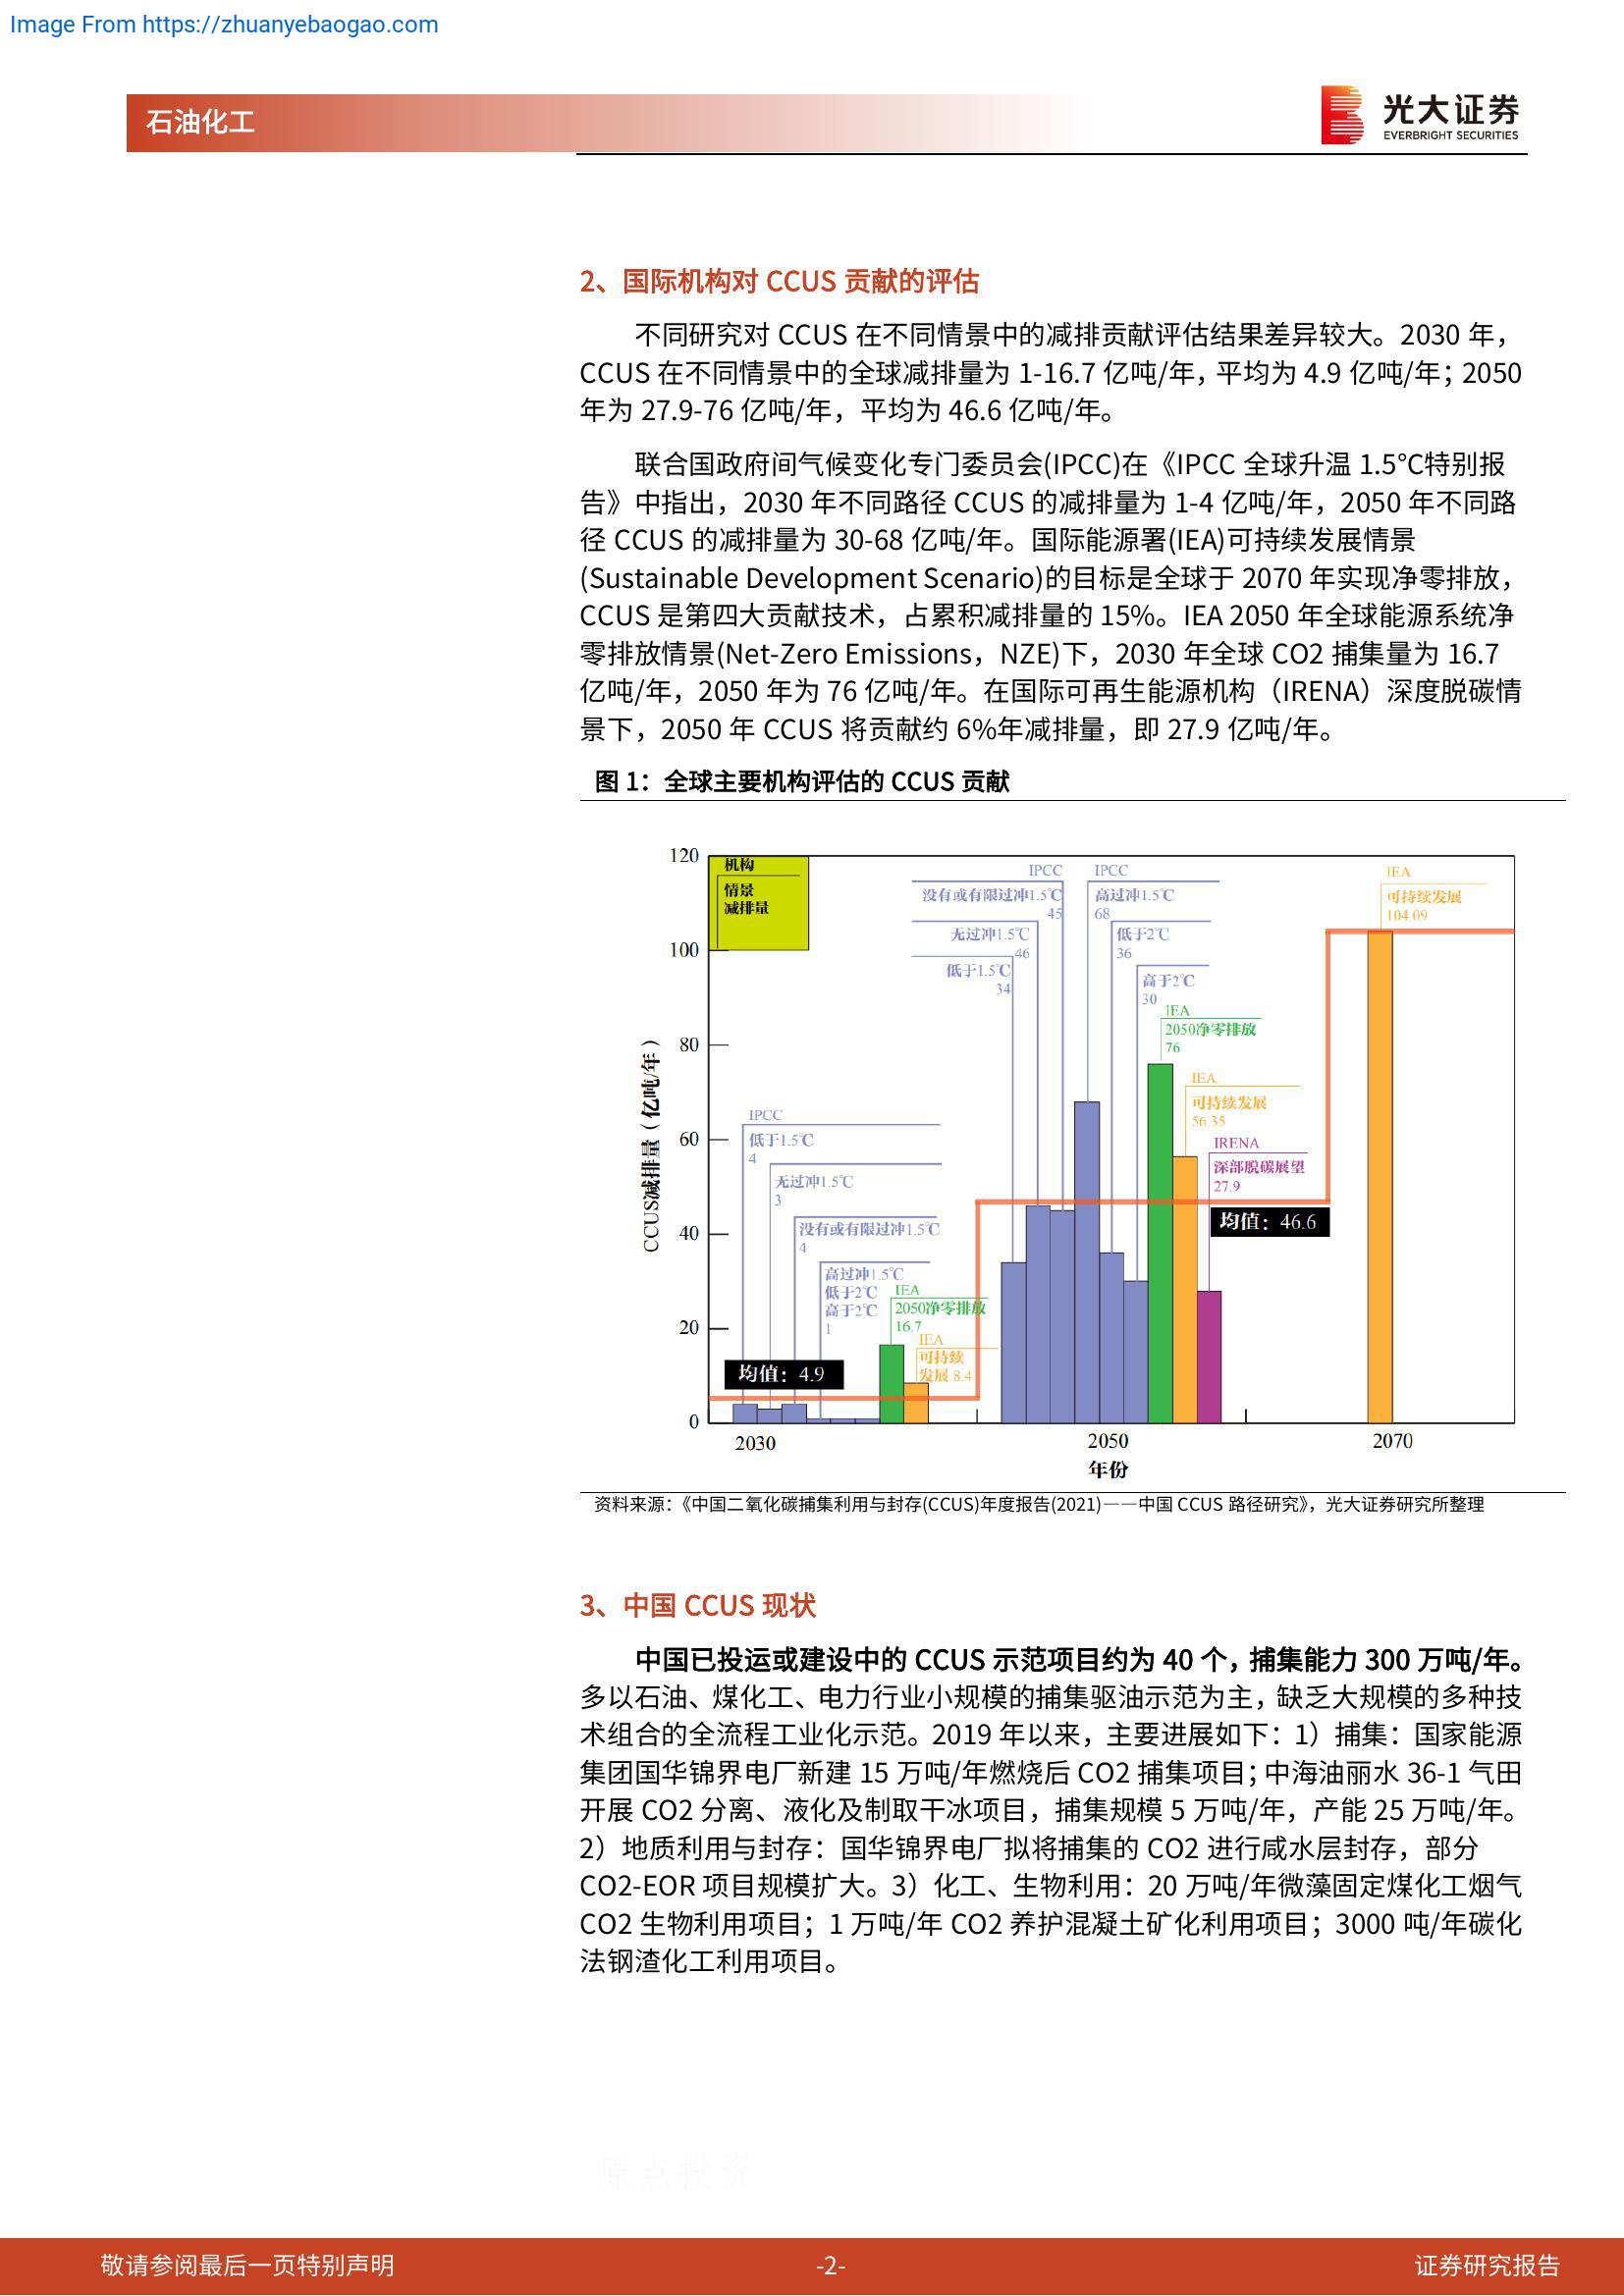 Image From https://zhuanyebaogao.com
石油化工
光大证券
EVERBRIGHT SECURITIES
2、国际机构对 CCUS 贡献的评估
不同研究对 CCUS 在不同情景中的减排贡献评估结果差异较大。2030 年，
CCUS 在不同情景中的全球减排量为 1-16.7 亿吨/年，平均为 4.9 亿吨/年；2050
年为 27.9-76 亿吨/年，平均为 46.6 亿吨/年。
联合国政府间气候变化专门委员会(IPCC)在《IPCC 全球升温 1.5℃特别报
告》中指出，2030 年不同路径 CCUS 的减排量为 1-4 亿吨/年，2050 年不同路
径 CCUS 的减排量为 30-68 亿吨/年。国际能源署(IEA)可持续发展情景
(Sustainable Development Scenario)的目标是全球于 2070 年实现净零排放，
CCUS 是第四大贡献技术，占累积减排量的 15%。IEA 2050 年全球能源系统净
零排放情景(Net-Zero Emissions，NZE)下，2030 年全球 CO2 捕集量为 16.7
亿吨/年，2050 年为 76 亿吨/年。在国际可再生能源机构（IRENA）深度脱碳情
景下，2050 年 CCUS 将贡献约 6%年减排量，即 27.9 亿吨/年。
图 1：全球主要机构评估的 CCUS 贡献
CCUS减排量（亿吨/年）
120
100
80
60
40
20
0
机构
情景
减排量
IPCC
低于1.5℃
4
无过冲1.5℃
3
没有或有限过冲1.5℃
4
高过冲1.5℃
低于2℃
高于2℃
1
IEA
2050净零排放
16.7
IEA
可持续
发展 8.4
均值：4.9
IPCC
没有或有限过冲1.5℃
45
无过冲1.5℃
46
低于1.5℃
34
IPCC
高过冲1.5℃
68
低于2℃
36
高于2℃
30
IEA
2050净零排放
76
IEA
可持续发展
56.35
IRENA
深部脱碳展望
27.9
均值：46.6
IEA
可持续发展
104.09
2030
2050
2070
年份
资料来源：《中国二氧化碳捕集利用与封存(CCUS)年度报告(2021)——中国 CCUS 路径研究》，光大证券研究所整理
3、中国 CCUS 现状
中国已投运或建设中的 CCUS 示范项目约为 40 个，捕集能力 300 万吨/年。
多以石油、煤化工、电力行业小规模的捕集驱油示范为主，缺乏大规模的多种技
术组合的全流程工业化示范。2019 年以来，主要进展如下：1）捕集：国家能源
集团国华锦界电厂新建 15 万吨/年燃烧后 CO2 捕集项目；中海油丽水 36-1 气田
开展 CO2 分离、液化及制取干冰项目，捕集规模 5 万吨/年，产能 25 万吨/年。
2）地质利用与封存：国华锦界电厂拟将捕集的 CO2 进行咸水层封存，部分
CO2-EOR 项目规模扩大。3）化工、生物利用：20 万吨/年微藻固定煤化工烟气
CO2 生物利用项目；1 万吨/年 CO2 养护混凝土矿化利用项目；3000 吨/年碳化
法钢渣化工利用项目。
原点投资
敬请参阅最后一页特别声明
-2-
证券研究报告